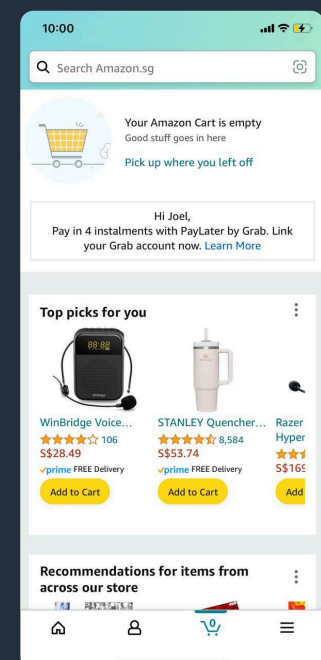 10:00
Search Amazon.sg
Your Amazon Cart is empty
Good stuff goes in here
Pick up where you left off
Hi Joel,
Pay in 4 instalments with PayLater by Grab. Link
your Grab account now. Learn More
Top picks for you
88:88
WinBridge Voice...
106
S$28.49
prime FREE Delivery
Add to Cart
STANLEY Quencher...
8,584
S$53.74
prime FREE Delivery
Add to Cart
Razer
Hyper
S$169
Add
Recommendations for items from
across our store
0